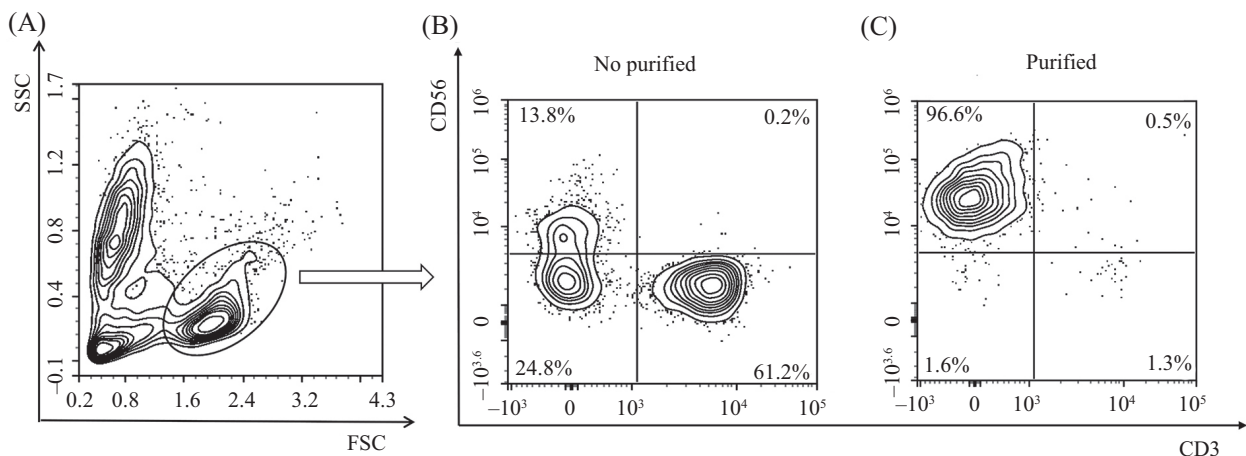 (A)
SSC
1.7
1.2
0.8
0.4
−0.1
0.2 0.8 1.6 2.4 3.2 4.3
FSC
(B)
No purified
CD56
10⁶
10⁵
10⁴
0
−10³·⁶
13.8% 0.2%
24.8% 61.2%
−10³ 0 10³ 10⁴ 10⁵
(C)
Purified
10⁶
10⁵
10⁴
0
−10³·⁶
96.6% 0.5%
1.6% 1.3%
−10³ 0 10³ 10⁴ 10⁵
CD3